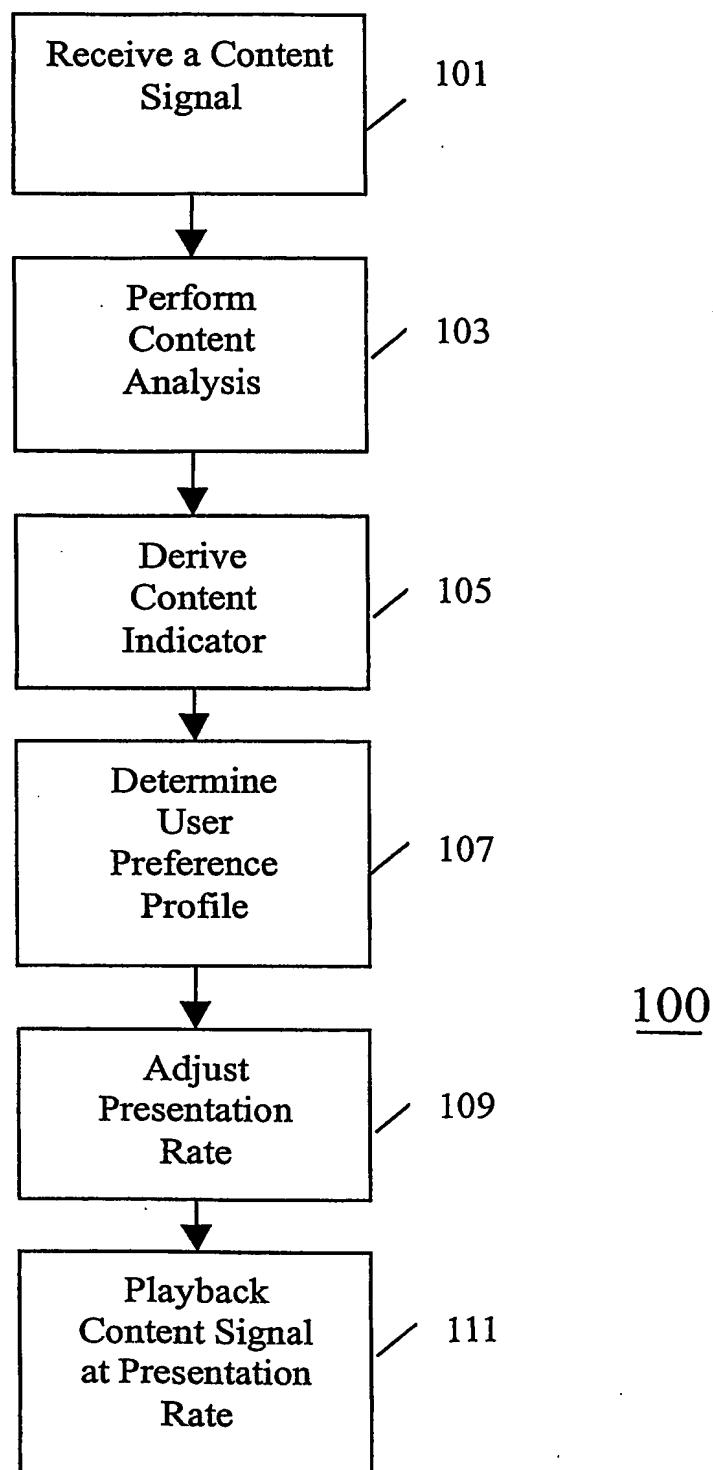 Receive a Content
Signal
101
Perform
Content
Analysis
103
Derive
Content
Indicator
105
Determine
User
Preference
Profile
107
100
Adjust
Presentation
Rate
109
Playback
Content Signal
at Presentation
Rate
111